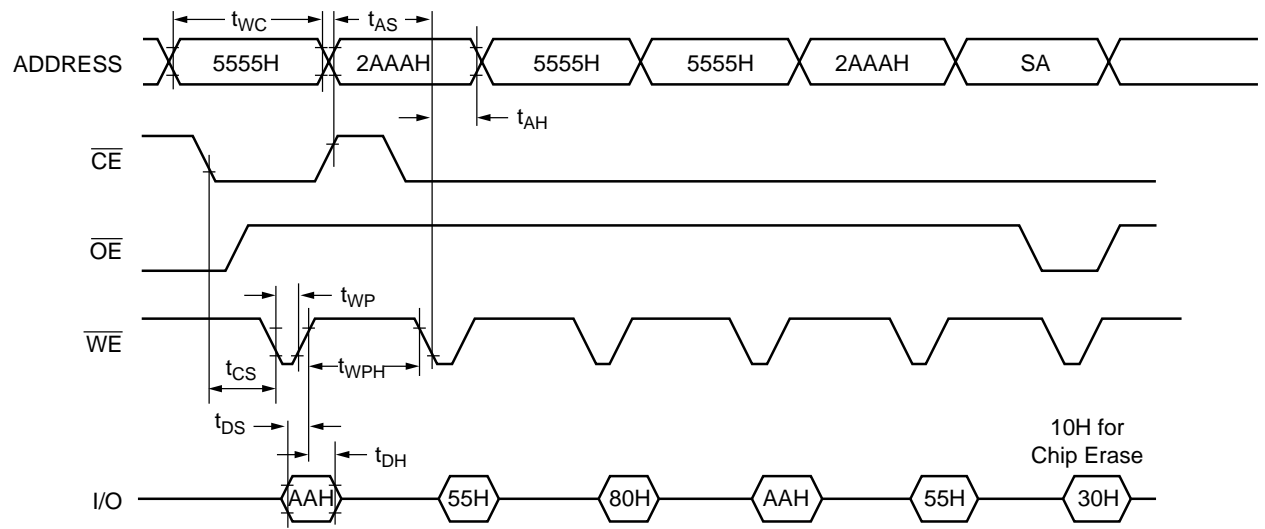 tWC
tAS
ADDRESS
5555H
2AAAH
5555H
5555H
2AAAH
SA
tAH
CE
OE
tWP
WE
tCS
tWPH
tDS
10H for
Chip Erase
tDH
I/O
AAH
55H
80H
AAH
55H
30H